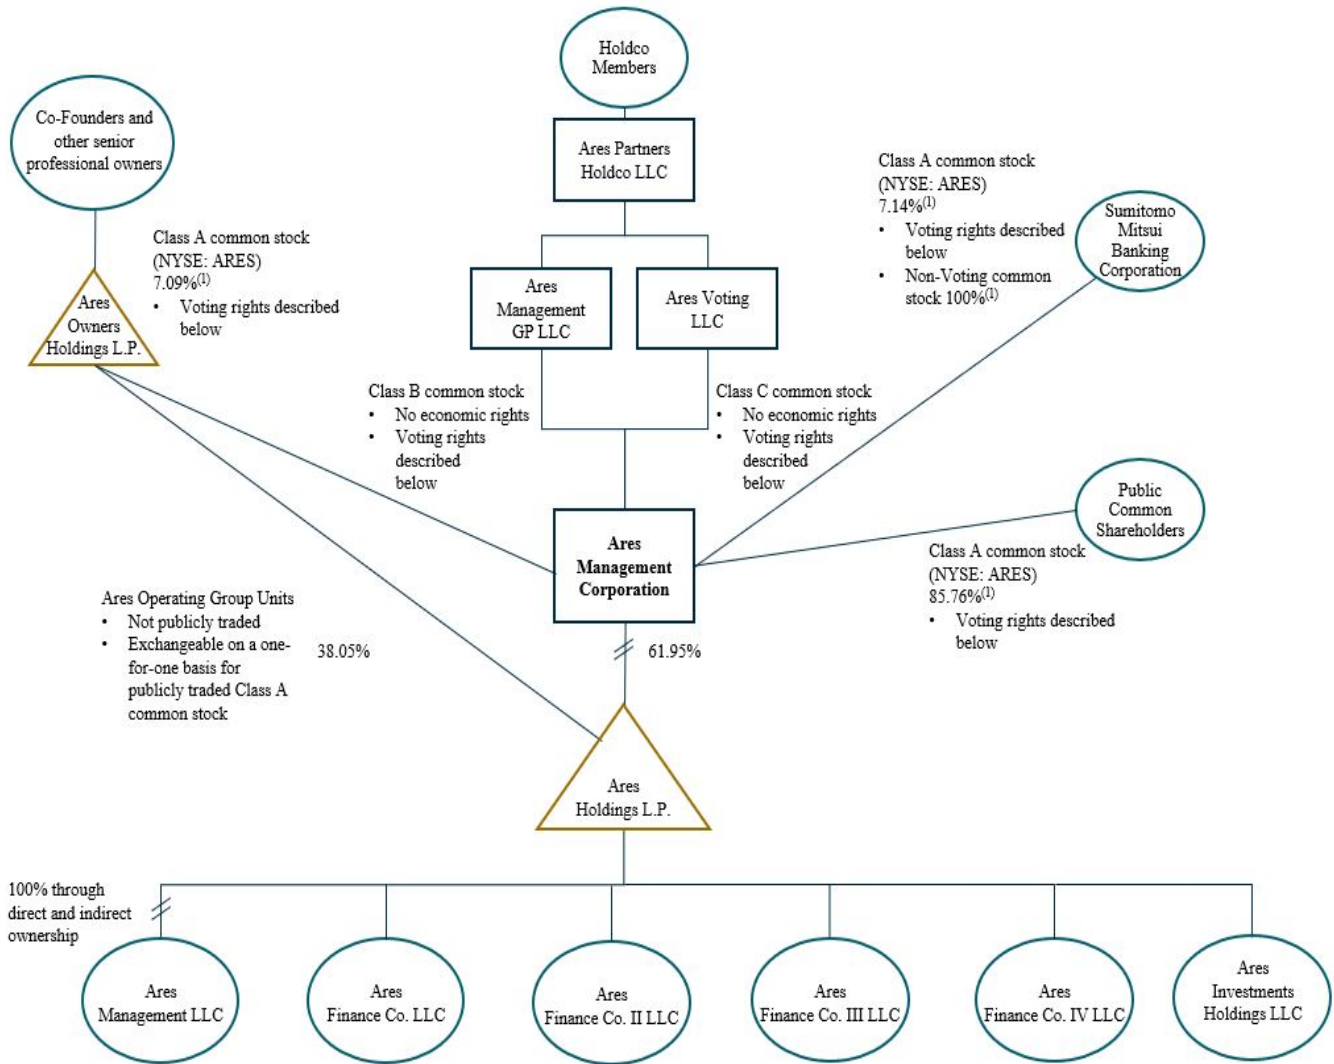 Holdco
Members
Co-Founders and
other senior
professional owners
Ares Partners
Holdco LLC
Class A common stock
(NYSE: ARES)
7.14%(1)
• Voting rights described
below
• Non-Voting common
stock 100%(1)
Sumitomo
Mitsui
Banking
Corporation
Class A common stock
(NYSE: ARES)
7.09%(1)
• Voting rights described
below
Ares
Owners
Holdings L.P.
Ares
Management
GP LLC
Ares Voting
LLC
Class B common stock
• No economic rights
• Voting rights
described
below
Class C common stock
• No economic rights
• Voting rights
described
below
Public
Common
Shareholders
Ares
Management
Corporation
Class A common stock
(NYSE: ARES)
85.76%(1)
• Voting rights described
below
Ares Operating Group Units
• Not publicly traded
• Exchangeable on a one-
for-one basis for
publicly traded Class A
common stock
38.05%
61.95%
Ares
Holdings L.P.
100% through
direct and indirect
ownership
Ares
Management LLC
Ares
Finance Co. LLC
Ares
Finance Co. II LLC
Ares
Finance Co. III LLC
Ares
Finance Co. IV LLC
Ares
Investments
Holdings LLC